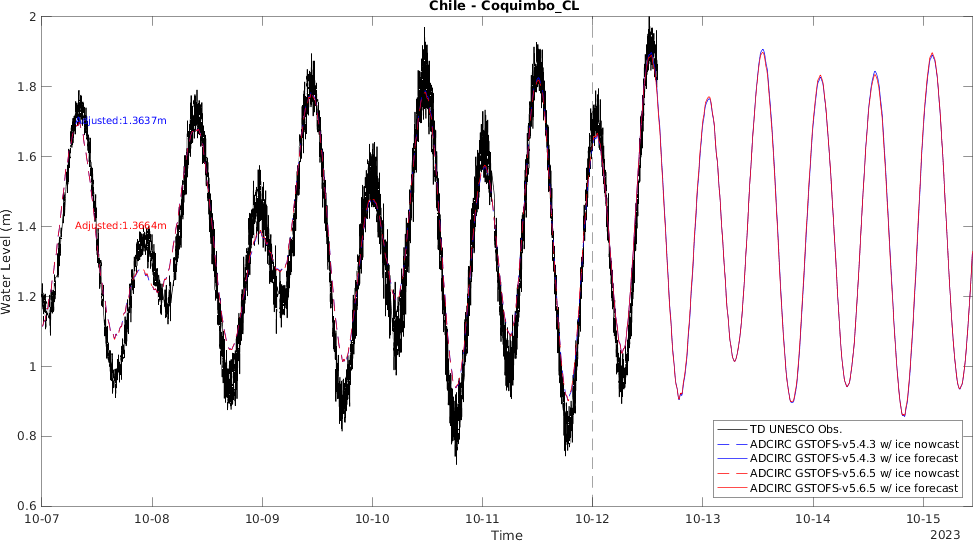 Chile - Coquimbo_CL
2
1.8
1.6
1.4
1.2
1
0.8
0.6
Water Level (m)
Adjusted:1.3637m
Adjusted:1.3664m
TD UNESCO Obs.
ADCIRC GSTOFS-v5.4.3 w/ ice nowcast
ADCIRC GSTOFS-v5.4.3 w/ ice forecast
ADCIRC GSTOFS-v5.6.5 w/ ice nowcast
ADCIRC GSTOFS-v5.6.5 w/ ice forecast
10-07 10-08 10-09 10-10 10-11 10-12 10-13 10-14 10-15
Time
2023